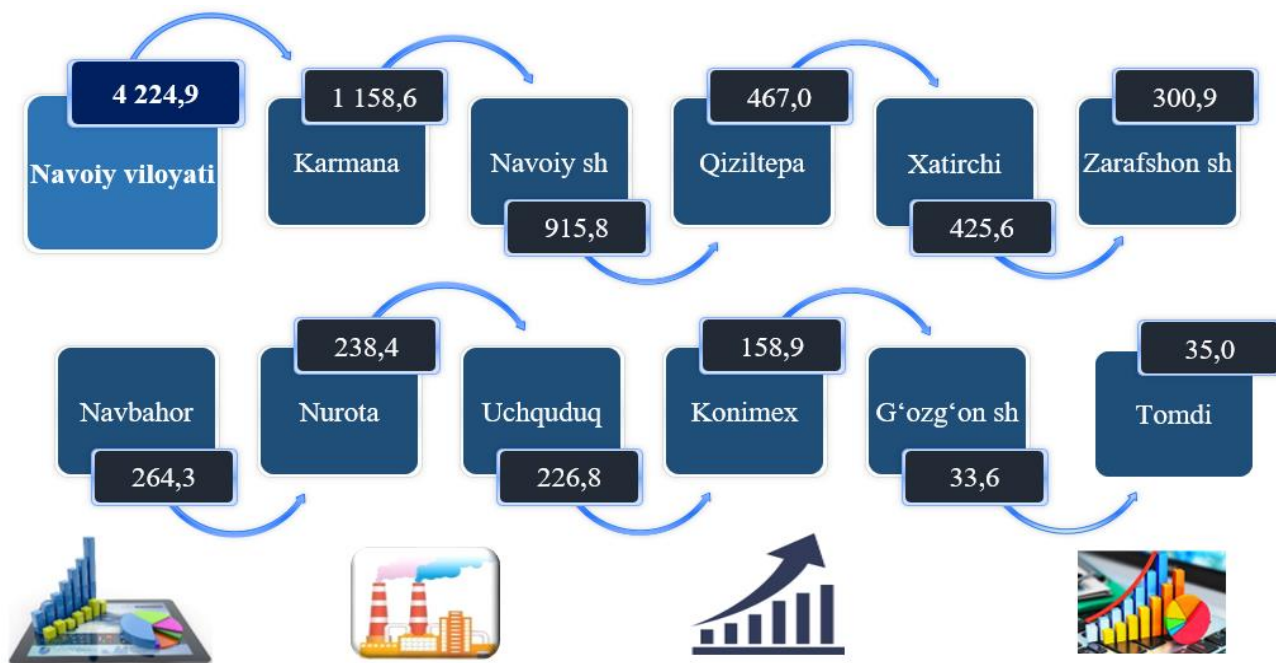 4 224,9
Navoiy viloyati
1 158,6
Karmana
Navoiy sh
915,8
467,0
Qiziltepa
Xatirchi
425,6
300,9
Zarafshon sh
Navbahor
264,3
238,4
Nurota
Uchquduq
226,8
158,9
Konimex
G‘ozg‘on sh
33,6
35,0
Tomdi